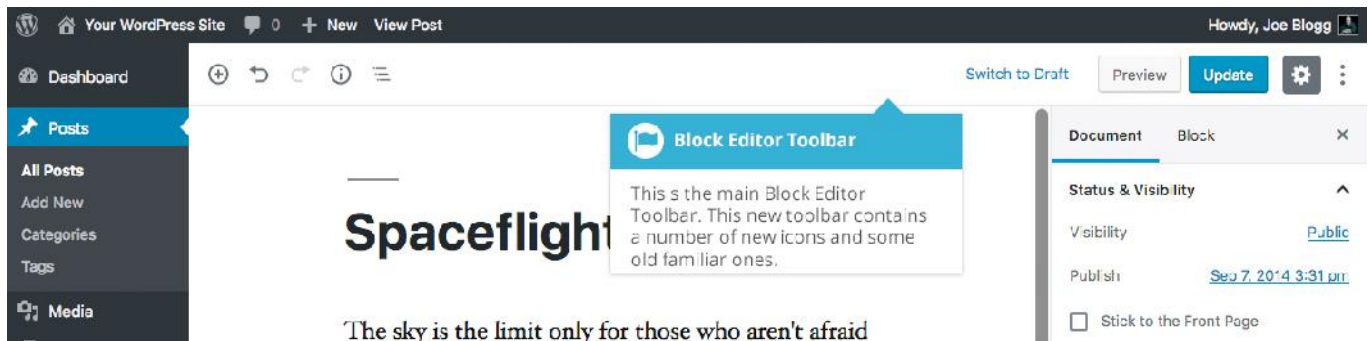 Your WordPress Site 0 New View Post Howdy, Joe Blogg
Dashboard
Switch to Draft Preview Update
Posts
All Posts
Add New
Categories
Tags
Media
Block Editor Toolbar
This s the main Block Editor
Toolbar. This new toolbar contains
a number of new icons and some
old familiar ones.
Spaceflight
The sky is the limit only for those who aren't afraid
Document Block
Status & Visibility
Visibility Public
Publish Sep 7, 2014 3:31 pm
Stick to the Front Page